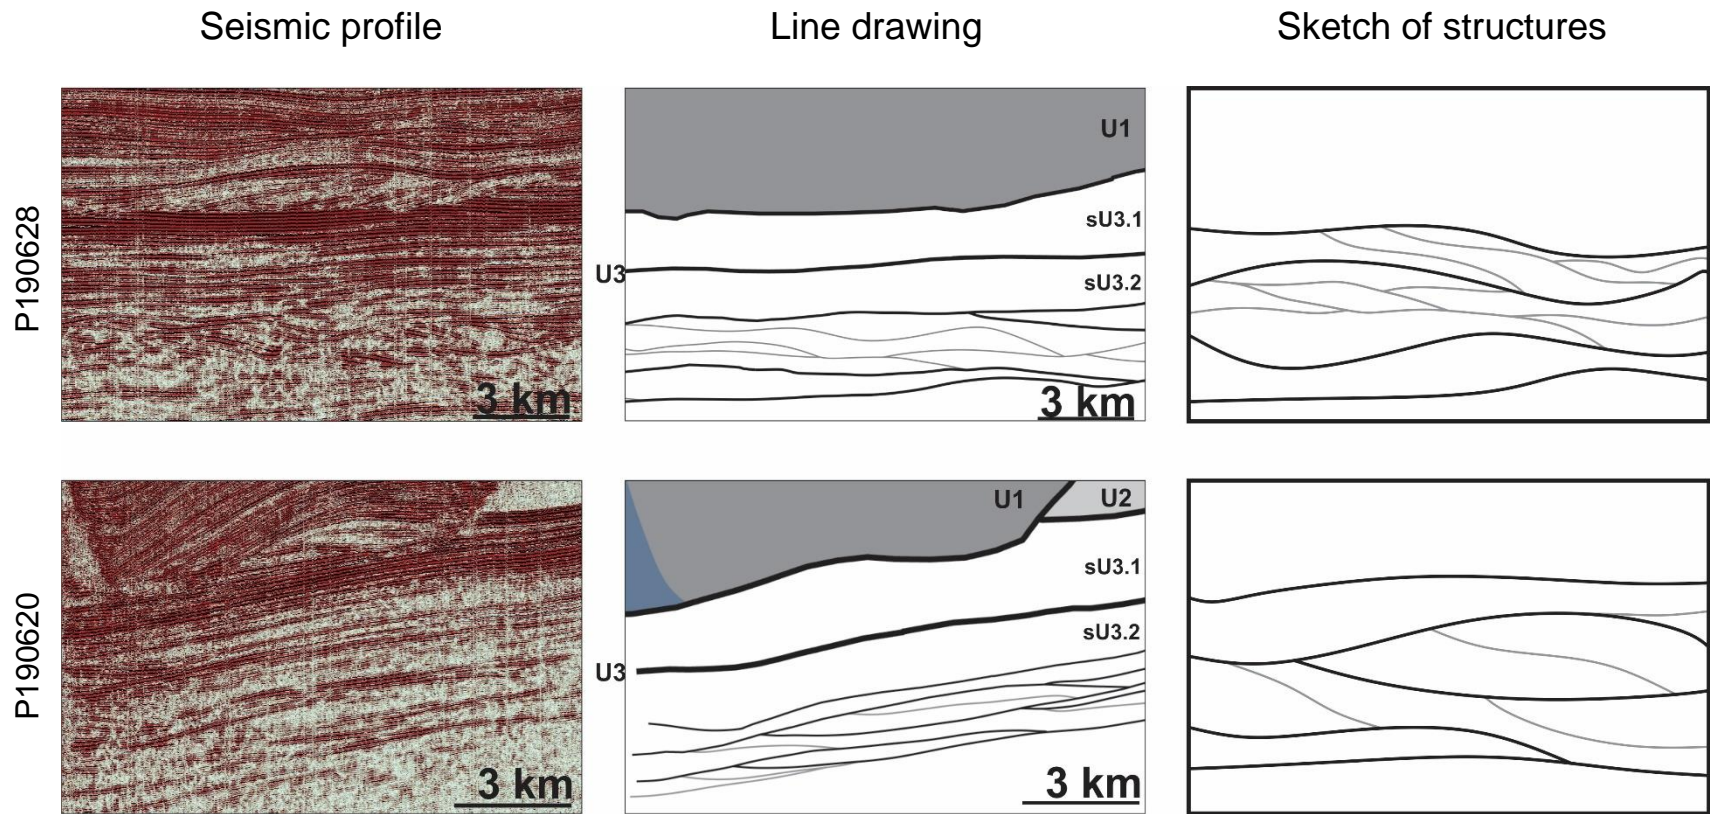 Seismic profile
Line drawing
Sketch of structures
P190628
3 km
U1
sU3.1
U3
sU3.2
3 km
P190620
3 km
U1
U2
sU3.1
sU3.2
U3
3 km